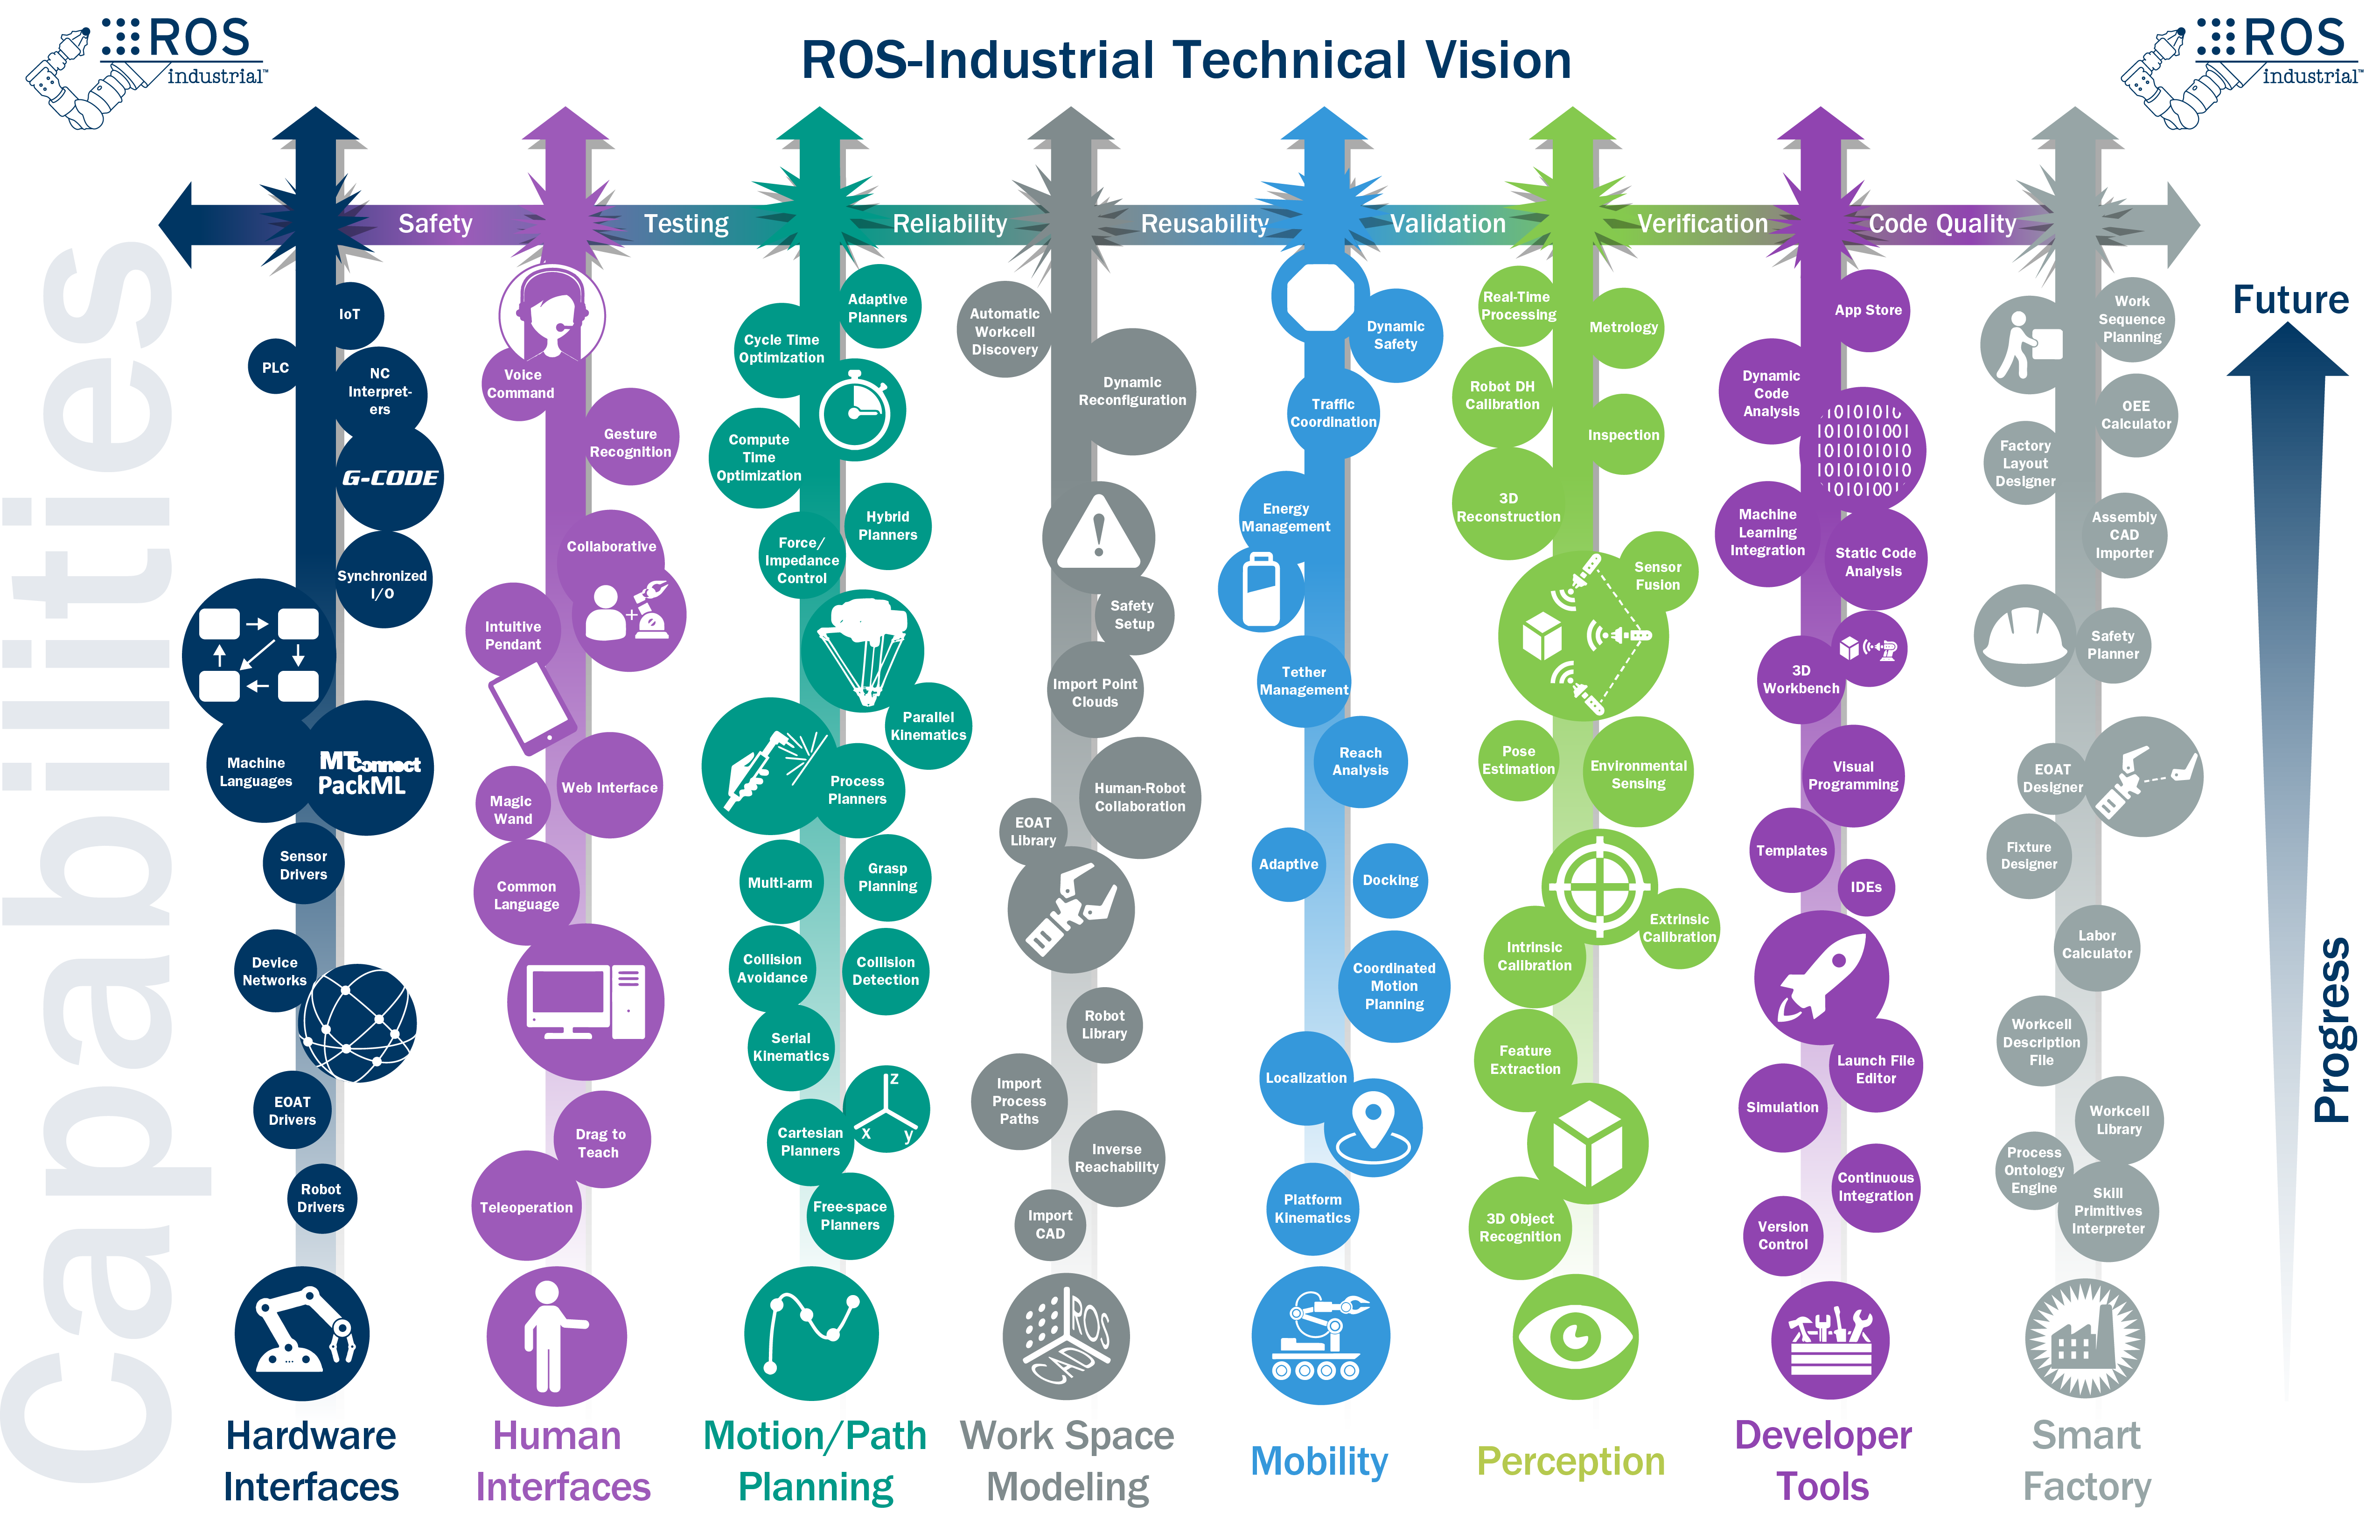 ROS
industrial™
ROS-Industrial Technical Vision
ROS
industrial™
Safety
Testing
Reliability
Reusability
Validation
Verification
Code Quality
Capabilities
IoT
PLC
NC
Interpret-
ers
G-CODE
Synchronized
I/O
Machine
Languages
MTConnect
PackML
Sensor
Drivers
Device
Networks
EOAT
Drivers
Robot
Drivers
Hardware
Interfaces
Voice
Command
Gesture
Recognition
Collaborative
Intuitive
Pendant
Web Interface
Magic
Wand
Common
Language
Drag to
Teach
Teleoperation
Human
Interfaces
Adaptive
Planners
Cycle Time
Optimization
Compute
Time
Optimization
Hybrid
Planners
Force/
Impedance
Control
Parallel
Kinematics
Process
Planners
Multi-arm
Grasp
Planning
Collision
Avoidance
Collision
Detection
Serial
Kinematics
z
x
y
Cartesian
Planners
Free-space
Planners
Motion/Path
Planning
Automatic
Workcell
Discovery
Dynamic
Reconfiguration
Safety
Setup
Import Point
Clouds
Human-Robot
Collaboration
EOAT
Library
Robot
Library
Import
Process
Paths
Inverse
Reachability
Import
CAD
ROS
CAD
Work Space
Modeling
Dynamic
Safety
Traffic
Coordination
Energy
Management
Tether
Management
Reach
Analysis
Adaptive
Docking
Coordinated
Motion
Planning
Localization
Platform
Kinematics
Mobility
Real-Time
Processing
Metrology
Robot DH
Calibration
Inspection
3D
Reconstruction
Sensor
Fusion
Pose
Estimation
Environmental
Sensing
Extrinsic
Calibration
Intrinsic
Calibration
Feature
Extraction
3D Object
Recognition
Perception
App Store
Dynamic
Code
Analysis
1010101(
10101001
10101010
10101010
010100
Machine
Learning
Integration
Static Code
Analysis
3D
Workbench
Visual
Programming
Templates
IDEs
Launch File
Editor
Simulation
Continuous
Integration
Version
Control
Developer
Tools
Work
Sequence
Planning
OEE
Calculator
Factory
Layout
Designer
Assembly
CAD
Importer
Safety
Planner
EOAT
Designer
Fixture
Designer
Labor
Calculator
Workcell
Description
File
Workcell
Library
Process
Ontology
Engine
Skill
Primitives
Interpreter
Smart
Factory
Future
Progress